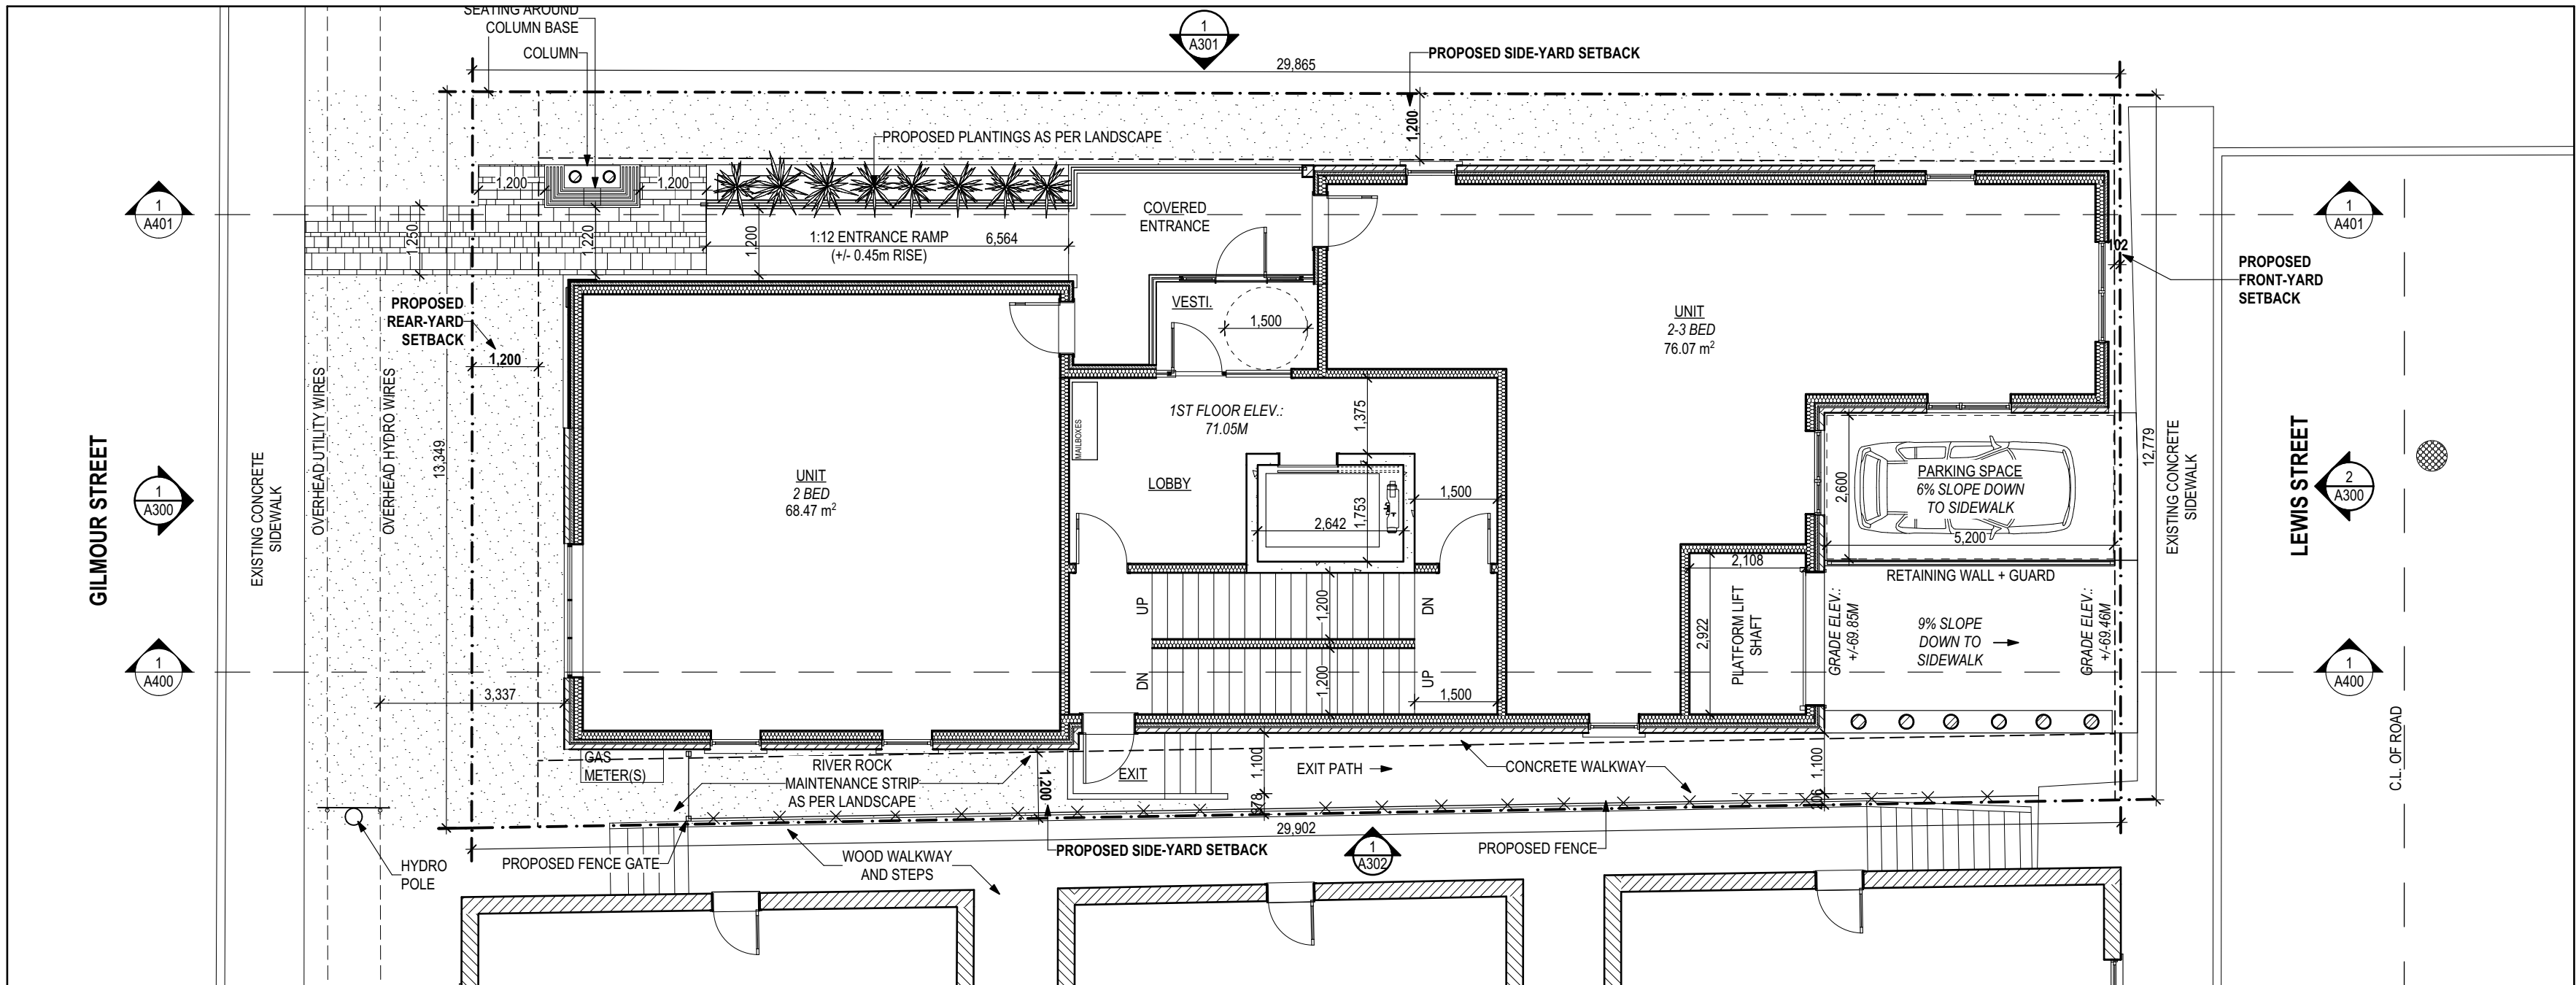 SEATING AROUND
COLUMN BASE
COLUMN
1
A301
PROPOSED SIDE-YARD SETBACK
29,865
1,200
PROPOSED PLANTINGS AS PER LANDSCAPE
1,200
1,200
1
A401
1,250
1,220
1,200
1:12 ENTRANCE RAMP
(+/- 0.45m RISE)
6,564
COVERED
ENTRANCE
1
A401
102
PROPOSED
FRONT-YARD
SETBACK
PROPOSED
REAR-YARD
SETBACK
1,200
VESTI.
1,500
UNIT
2-3 BED
76.07 m²
OVERHEAD UTILITY WIRES
OVERHEAD HYDRO WIRES
13,349
MAILBOXES
1ST FLOOR ELEV.:
71.05M
1,375
GILMOUR STREET
EXISTING CONCRETE
SIDEWALK
1
A300
UNIT
2 BED
68.47 m²
LOBBY
2,642
1,753
1,500
2,600
PARKING SPACE
6% SLOPE DOWN
TO SIDEWALK
5,200
12,779
EXISTING CONCRETE
SIDEWALK
LEWIS STREET
2
A300
RETAINING WALL + GUARD
UP
1,200
DN
2,108
2,922
PLATFORM LIFT
SHAFT
GRADE ELEV.:
+/-69.85M
9% SLOPE
DOWN TO
SIDEWALK
GRADE ELEV.:
+/-69.46M
1
A400
3,337
DN
1,200
UP
1,500
1
A400
C.L. OF ROAD
GAS
METER(S)
RIVER ROCK
MAINTENANCE STRIP
AS PER LANDSCAPE
1,200
EXIT
1,100
378
EXIT PATH
CONCRETE WALKWAY
1,100
206
29,902
HYDRO
POLE
PROPOSED FENCE GATE
WOOD WALKWAY
AND STEPS
PROPOSED SIDE-YARD SETBACK
1
A302
PROPOSED FENCE